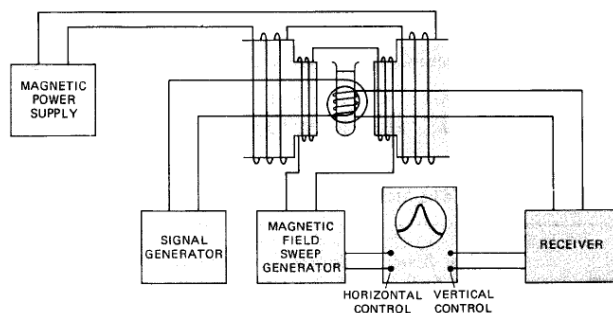 MAGNETIC
POWER
SUPPLY
SIGNAL
GENERATOR
MAGNETIC
FIELD
SWEEP
GENERATOR
HORIZONTAL
CONTROL
VERTICAL
CONTROL
RECEIVER